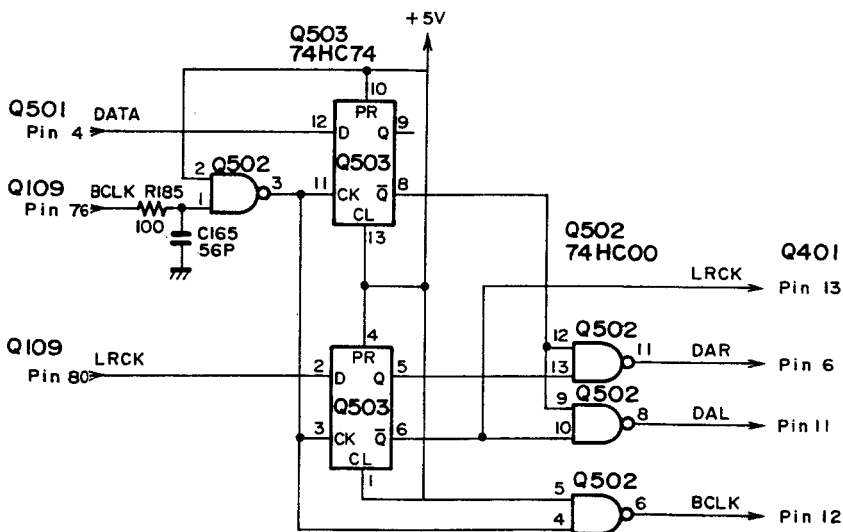 +5V
Q503
74HC74
10
PR
Q501
Pin 4
DATA
12
D
Q
9
Q503
2
Q502
3
11
CK
Q̅
8
Q109
Pin 76
BCLK
R185
100
1
C165
56P
CL
13
Q502
74HC00
Q401
LRCK
Pin 13
4
PR
Q109
Pin 80
LRCK
2
D
Q
5
Q503
3
CK
Q̅
6
CL
1
Q502
12
13
11
DAR
Pin 6
Q502
9
10
8
DAL
Pin 11
Q502
5
4
6
BCLK
Pin 12